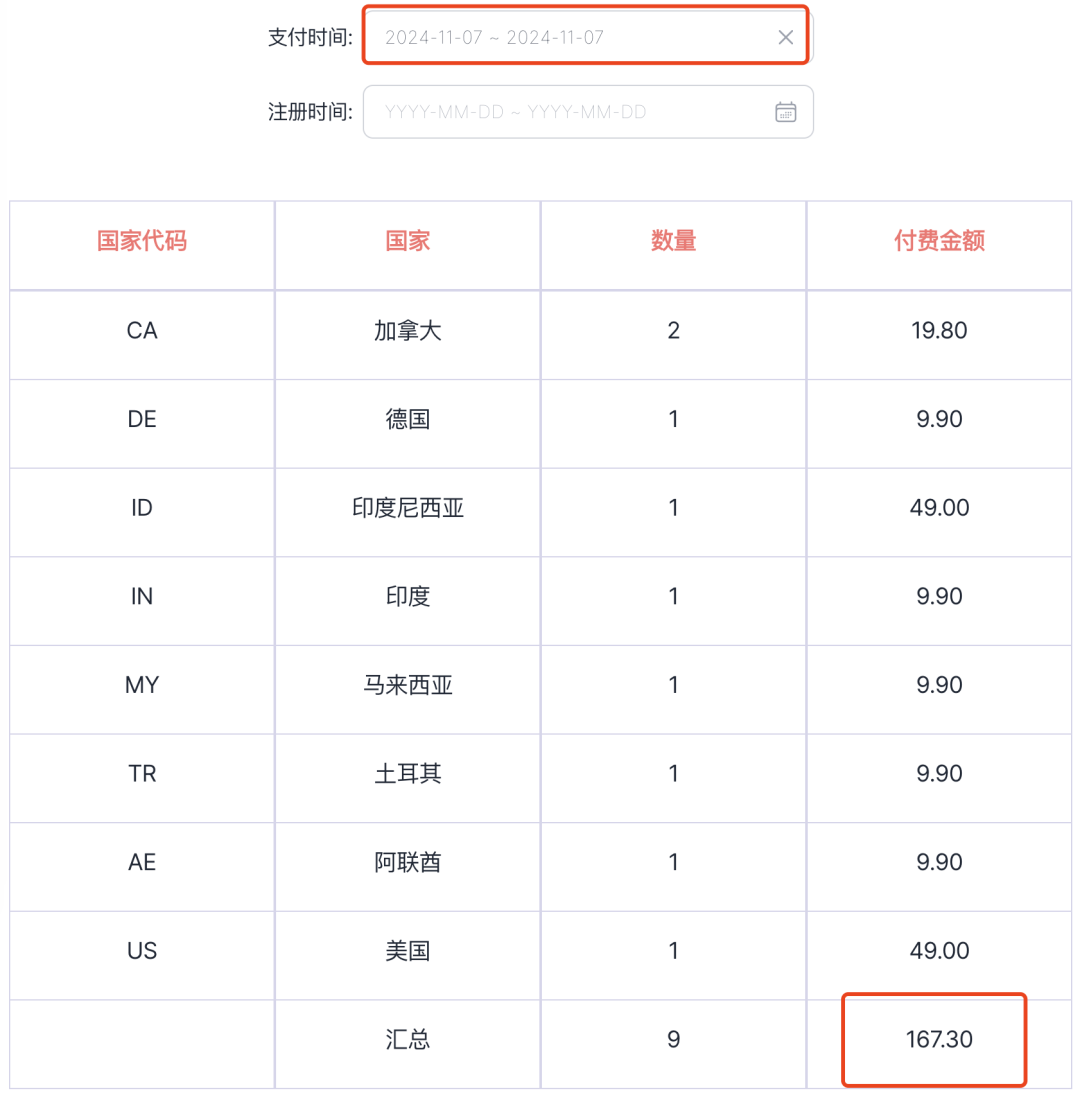 支付时间: 2024-11-07 ~ 2024-11-07
注册时间: YYYY-MM-DD ~ YYYY-MM-DD
国家代码 国家 数量 付费金额
CA 加拿大 2 19.80
DE 德国 1 9.90
ID 印度尼西亚 1 49.00
IN 印度 1 9.90
MY 马来西亚 1 9.90
TR 土耳其 1 9.90
AE 阿联酋 1 9.90
US 美国 1 49.00
汇总 9 167.30